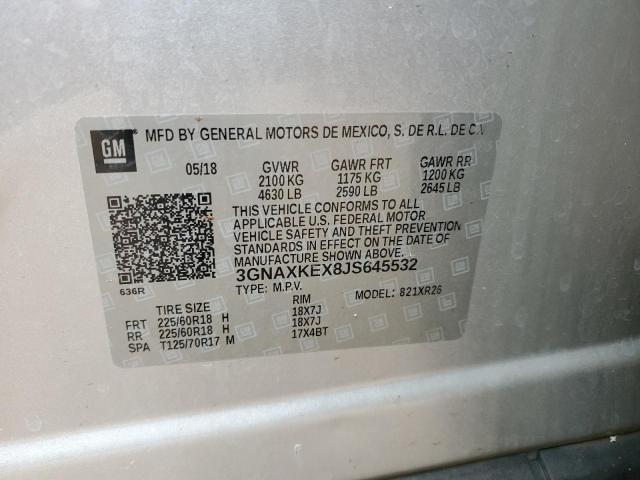 GM ® MFD BY GENERAL MOTORS DE MEXICO, S. DE R.L. DE C.V.
05/18 GVWR GAWR FRT GAWR RR
2100 KG 1175 KG 1200 KG
4630 LB 2590 LB 2645 LB
THIS VEHICLE CONFORMS TO ALL
APPLICABLE U.S. FEDERAL MOTOR
VEHICLE SAFETY AND THEFT PREVENTION
STANDARDS IN EFFECT ON THE DATE OF
MANUFACTURE SHOWN ABOVE.
3GNAXKEX8JS645532
636R
TYPE: M.P.V. MODEL: 821XR26
TIRE SIZE RIM
FRT 225/60R18 H 18X7J
RR 225/60R18 H 18X7J
SPA T125/70R17 M 17X4BT